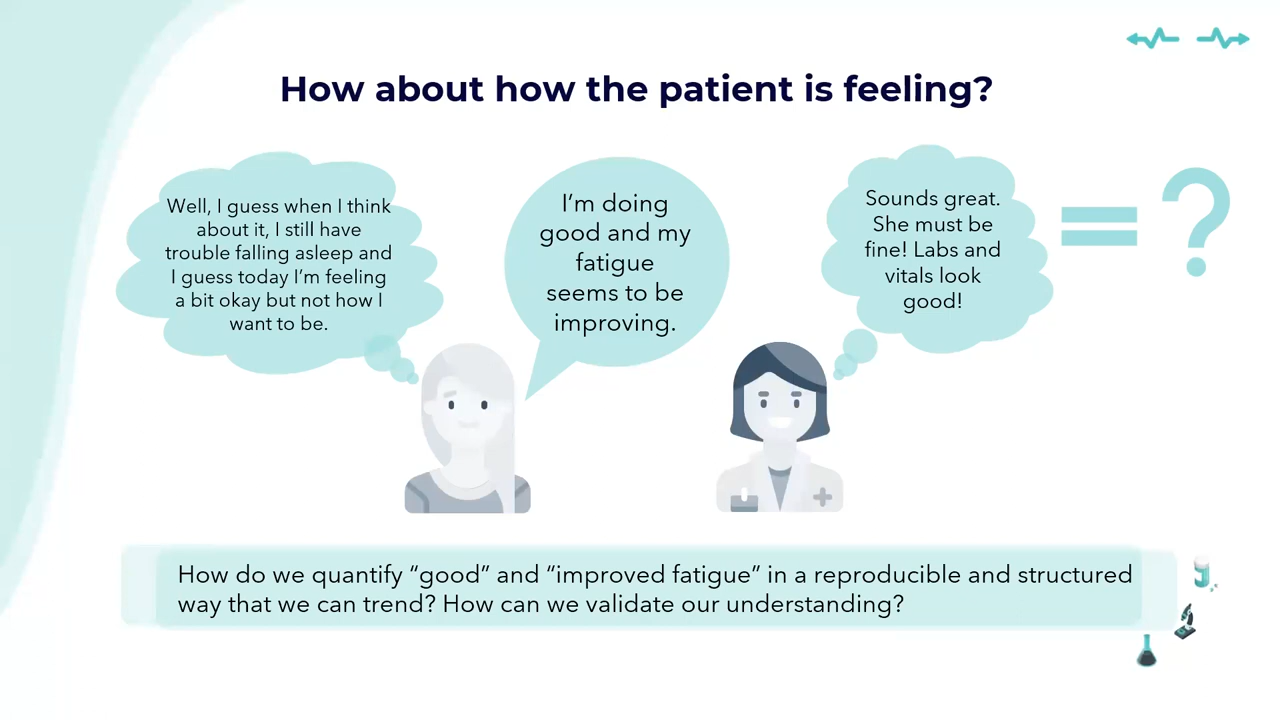 How about how the patient is feeling?
Well, I guess when I think
about it, I still have
trouble falling asleep and
I guess today I’m feeling
a bit okay but not how I
want to be.
I’m doing
good and my
fatigue
seems to be
improving.
Sounds great.
She must be
fine! Labs and
vitals look
good!
= ?
How do we quantify “good” and “improved fatigue” in a reproducible and structured
way that we can trend? How can we validate our understanding?